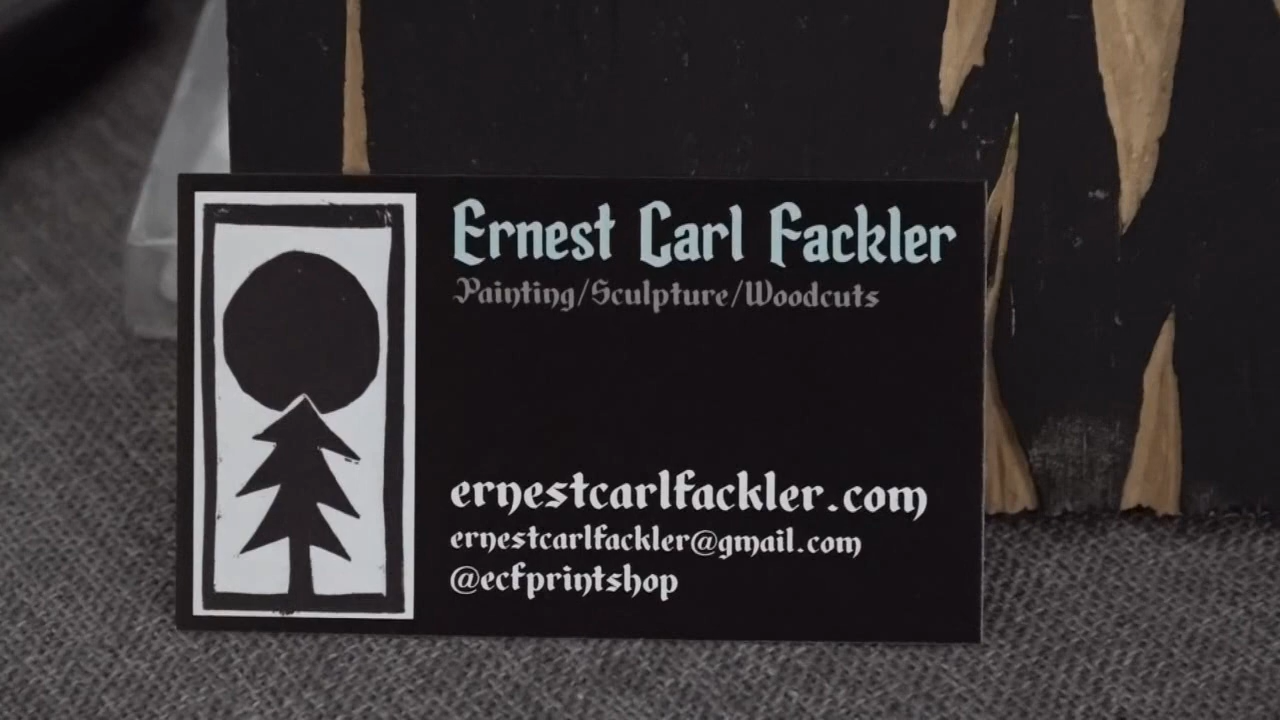 Ernest Carl Fackler
Painting/Sculpture/Woodcuts
ernestcarlfackler.com
ernestcarlfackler@gmail.com
@ecfprintshop